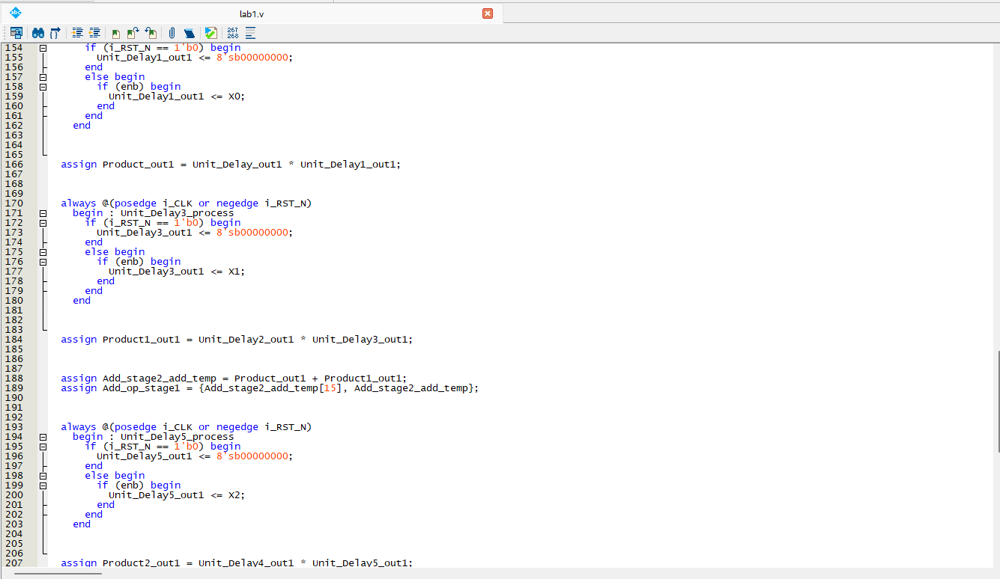 abc
lab1.v
267
268
154 if (i_RST_N == 1'b0) begin
155 Unit_Delay1_out1 <= 8'sb00000000;
156 end
157 else begin
158 if (enb) begin
159 Unit_Delay1_out1 <= X0;
160 end
161 end
162 end
163
164
165
166 assign Product_out1 = Unit_Delay_out1 * Unit_Delay1_out1;
167
168
169
170 always @(posedge i_CLK or negedge i_RST_N)
171 begin : Unit_Delay3_process
172 if (i_RST_N == 1'b0) begin
173 Unit_Delay3_out1 <= 8'sb00000000;
174 end
175 else begin
176 if (enb) begin
177 Unit_Delay3_out1 <= X1;
178 end
179 end
180 end
181
182
183
184 assign Product1_out1 = Unit_Delay2_out1 * Unit_Delay3_out1;
185
186
187
188 assign Add_stage2_add_temp = Product_out1 + Product1_out1;
189 assign Add_op_stage1 = {Add_stage2_add_temp[15], Add_stage2_add_temp};
190
191
192
193 always @(posedge i_CLK or negedge i_RST_N)
194 begin : Unit_Delay5_process
195 if (i_RST_N == 1'b0) begin
196 Unit_Delay5_out1 <= 8'sb00000000;
197 end
198 else begin
199 if (enb) begin
200 Unit_Delay5_out1 <= X2;
201 end
202 end
203 end
204
205
206
207 assign Product2_out1 = Unit_Delay4_out1 * Unit_Delay5_out1;